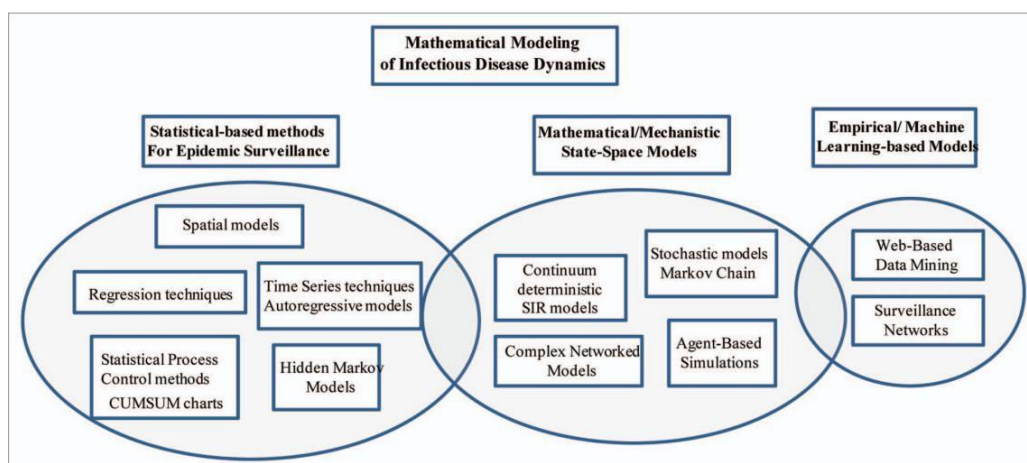 Mathematical Modeling
of Infectious Disease Dynamics
Statistical-based methods
For Epidemic Surveillance
Mathematical/Mechanistic
State-Space Models
Empirical/ Machine
Learning-based Models
Spatial models
Regression techniques
Time Series techniques
Autoregressive models
Statistical Process
Control methods
CUMSUM charts
Hidden Markov
Models
Continuum
deterministic
SIR models
Stochastic models
Markov Chain
Complex Networked
Models
Agent-Based
Simulations
Web-Based
Data Mining
Surveillance
Networks